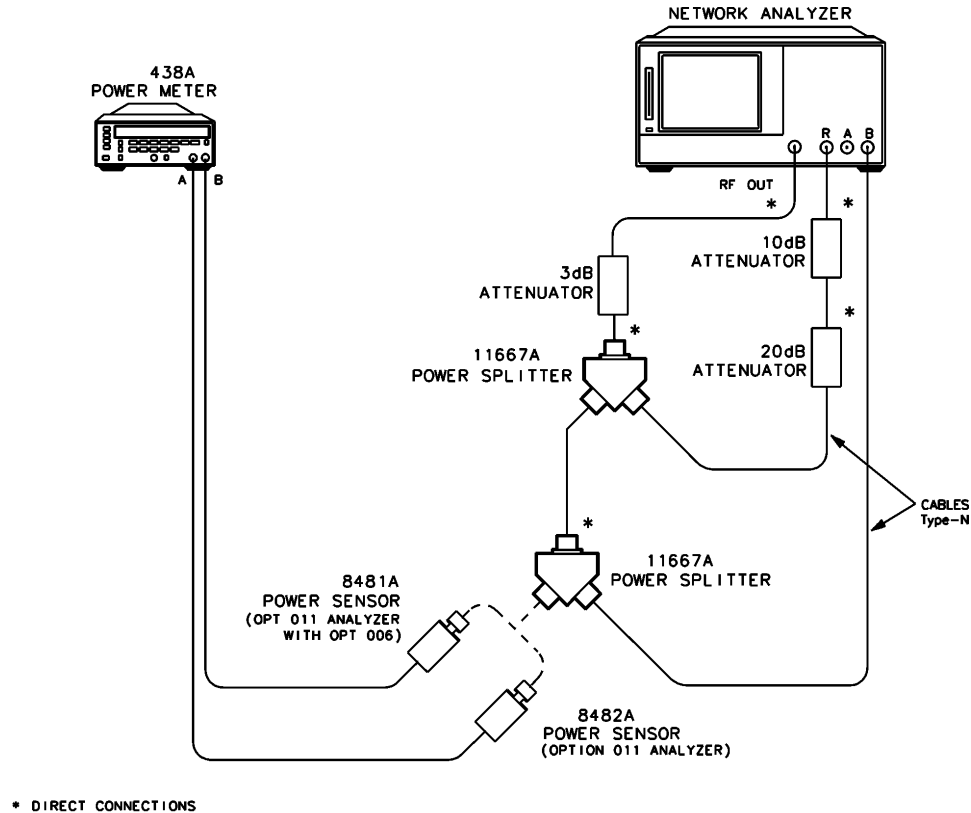 NETWORK ANALYZER
438A
POWER METER
A B
R A B
RF OUT
*
*
10dB
ATTENUATOR
3dB
ATTENUATOR
*
*
20dB
ATTENUATOR
11667A
POWER SPLITTER
CABLES
Type-N
*
11667A
POWER SPLITTER
8481A
POWER SENSOR
(OPT 011 ANALYZER
WITH OPT 006)
8482A
POWER SENSOR
(OPTION 011 ANALYZER)
* DIRECT CONNECTIONS